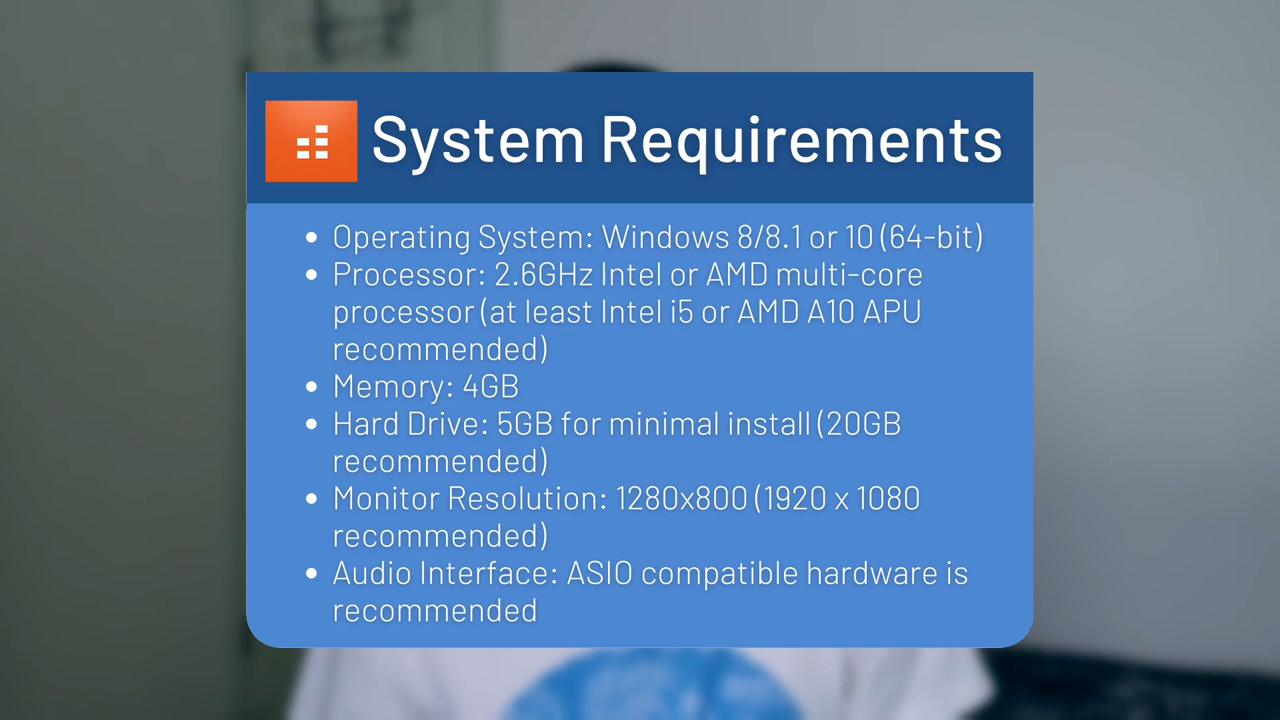 System Requirements
• Operating System: Windows 8/8.1 or 10 (64-bit)
• Processor: 2.6GHz Intel or AMD multi-core
processor (at least Intel i5 or AMD A10 APU
recommended)
• Memory: 4GB
• Hard Drive: 5GB for minimal install (20GB
recommended)
• Monitor Resolution: 1280x800 (1920 x 1080
recommended)
• Audio Interface: ASIO compatible hardware is
recommended